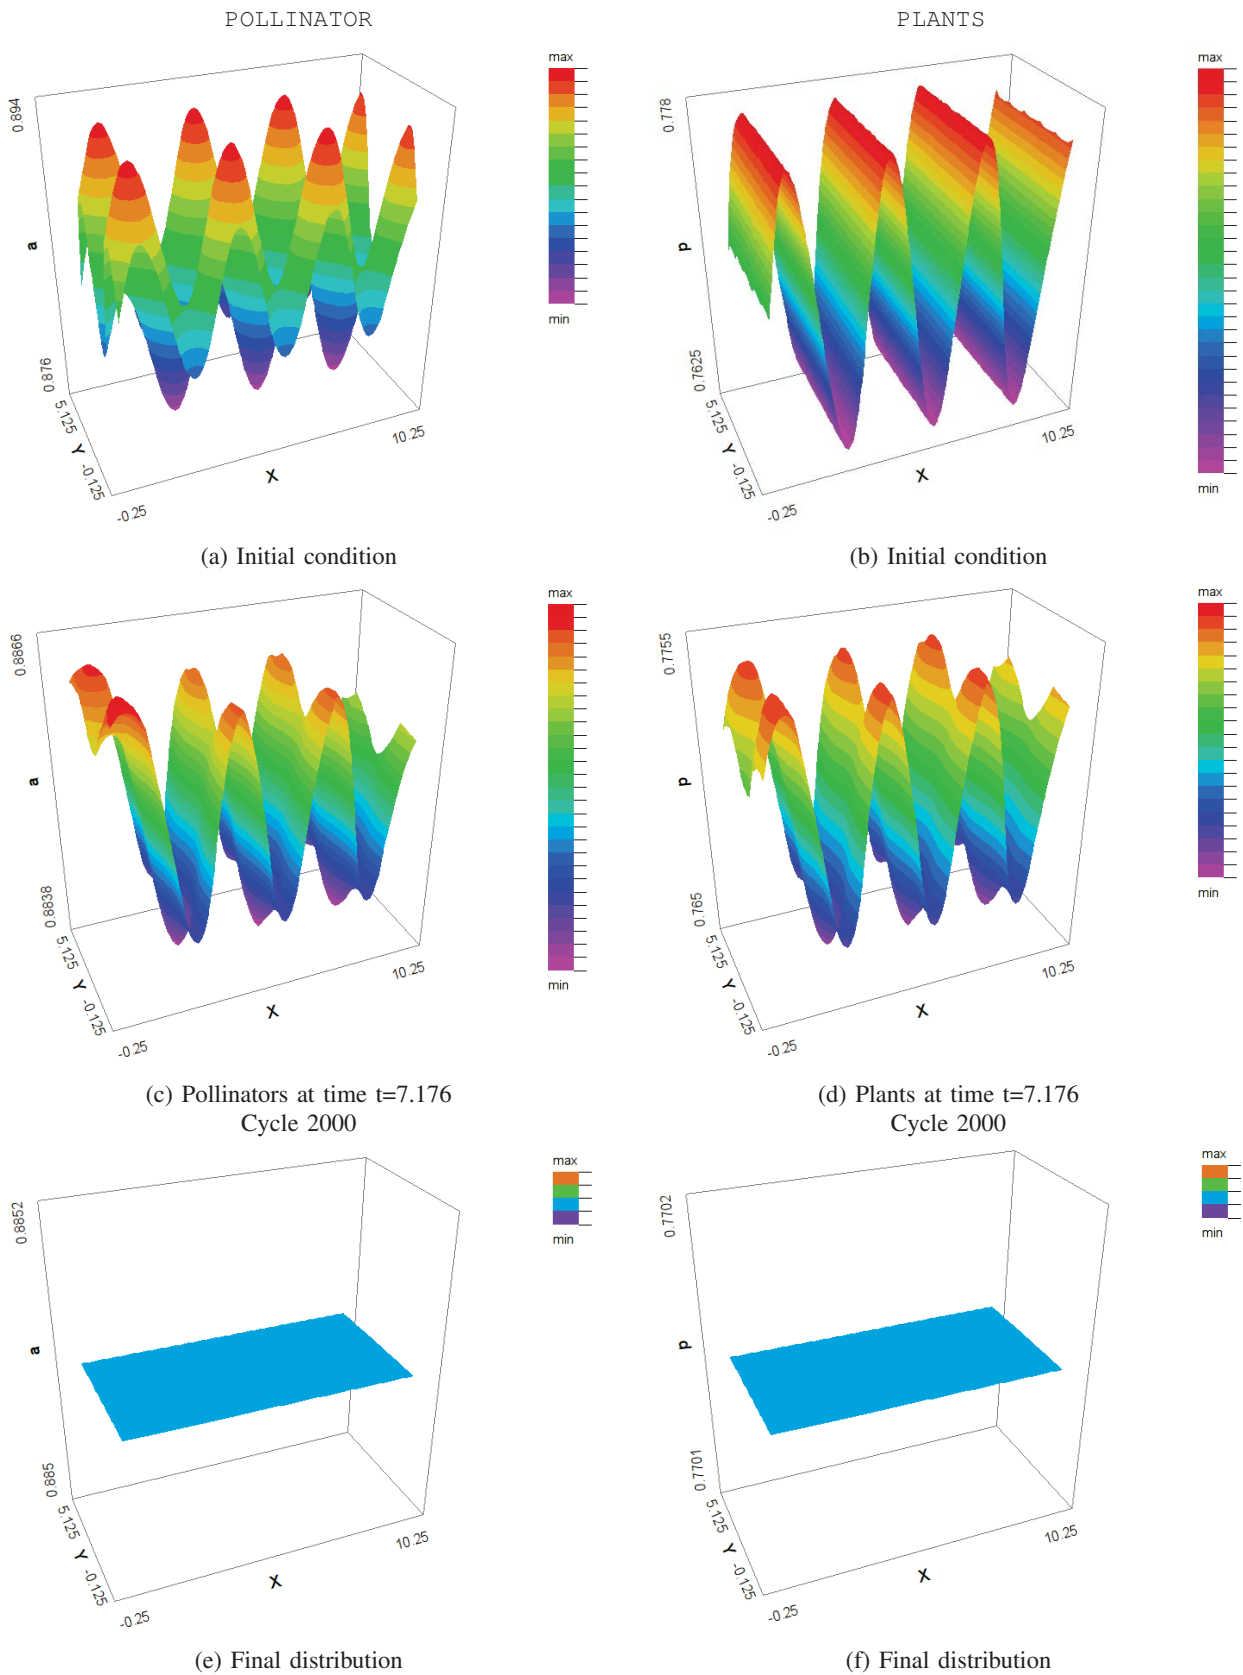 POLLINATOR
PLANTS
max
min
0.894
a
0.876
5.125
Y
-0.125
-0.25
X
10.25
(a) Initial condition
max
min
0.778
p
0.7625
5.125
Y
-0.125
-0.25
X
10.25
(b) Initial condition
max
min
0.8866
a
0.8838
5.125
Y
-0.125
-0.25
X
10.25
(c) Pollinators at time t=7.176
Cycle 2000
max
min
0.7755
p
0.765
5.125
Y
-0.125
-0.25
X
10.25
(d) Plants at time t=7.176
Cycle 2000
max
min
0.8852
a
0.885
5.125
Y
-0.125
-0.25
X
10.25
(e) Final distribution
max
min
0.7702
p
0.7701
5.125
Y
-0.125
-0.25
X
10.25
(f) Final distribution